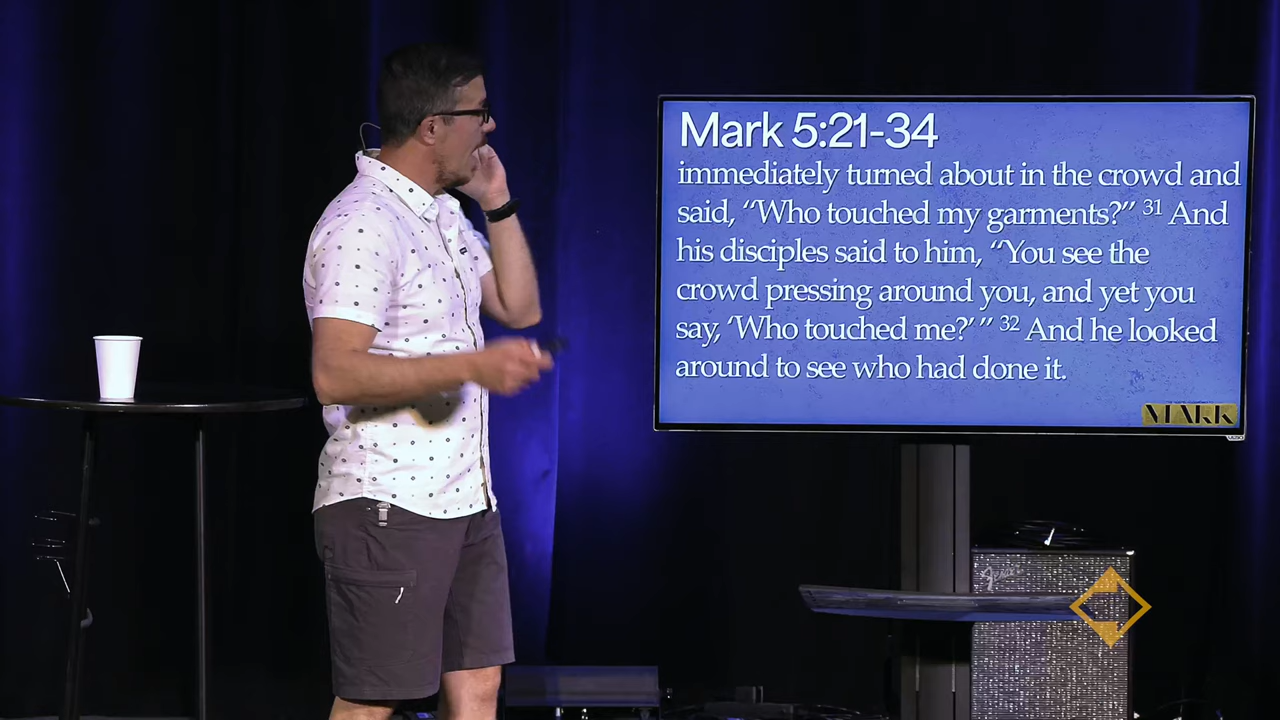 Mark 5:21-34
immediately turned about in the crowd and
said, “Who touched my garments?” 31 And
his disciples said to him, “You see the
crowd pressing around you, and yet you
say, ‘Who touched me?’ ” 32 And he looked
around to see who had done it.
MARK
Fender